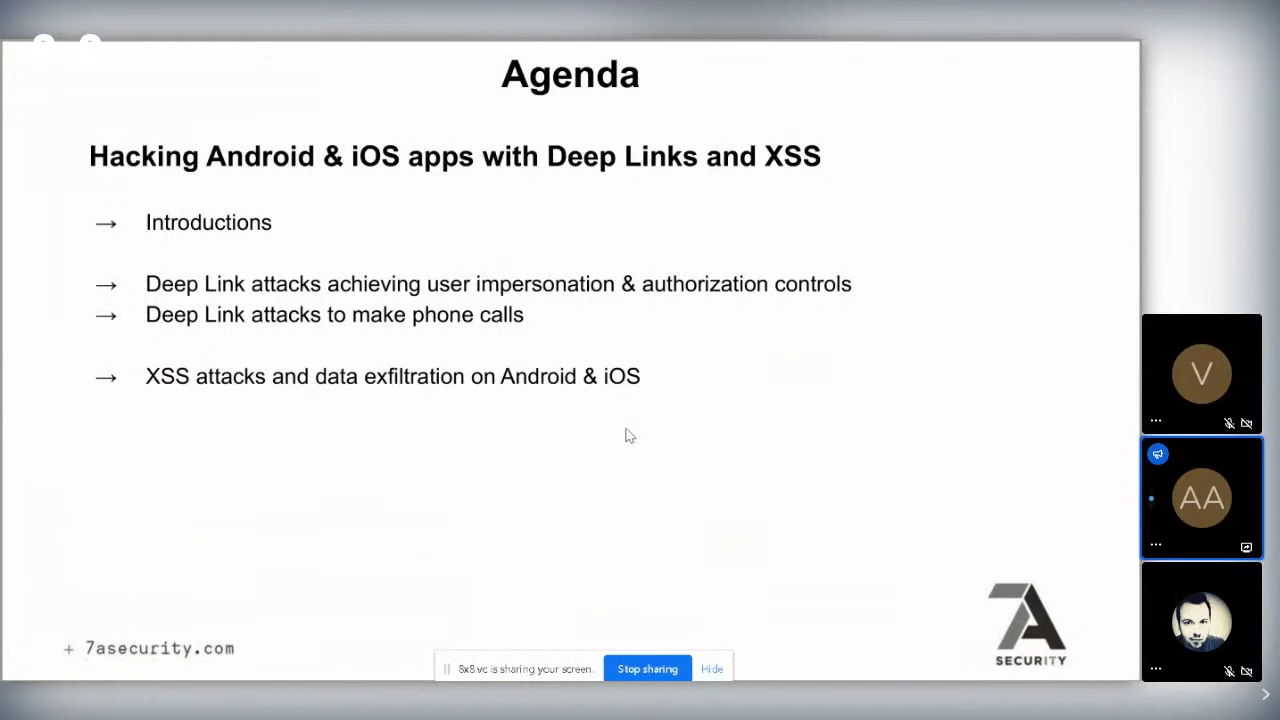 Agenda
Hacking Android & iOS apps with Deep Links and XSS
→ Introductions
→ Deep Link attacks achieving user impersonation & authorization controls
→ Deep Link attacks to make phone calls
→ XSS attacks and data exfiltration on Android & iOS
V
AA
+ 7asecurity.com
7A
SECURITY
8x8.vc is sharing your screen.
Stop sharing
Hide